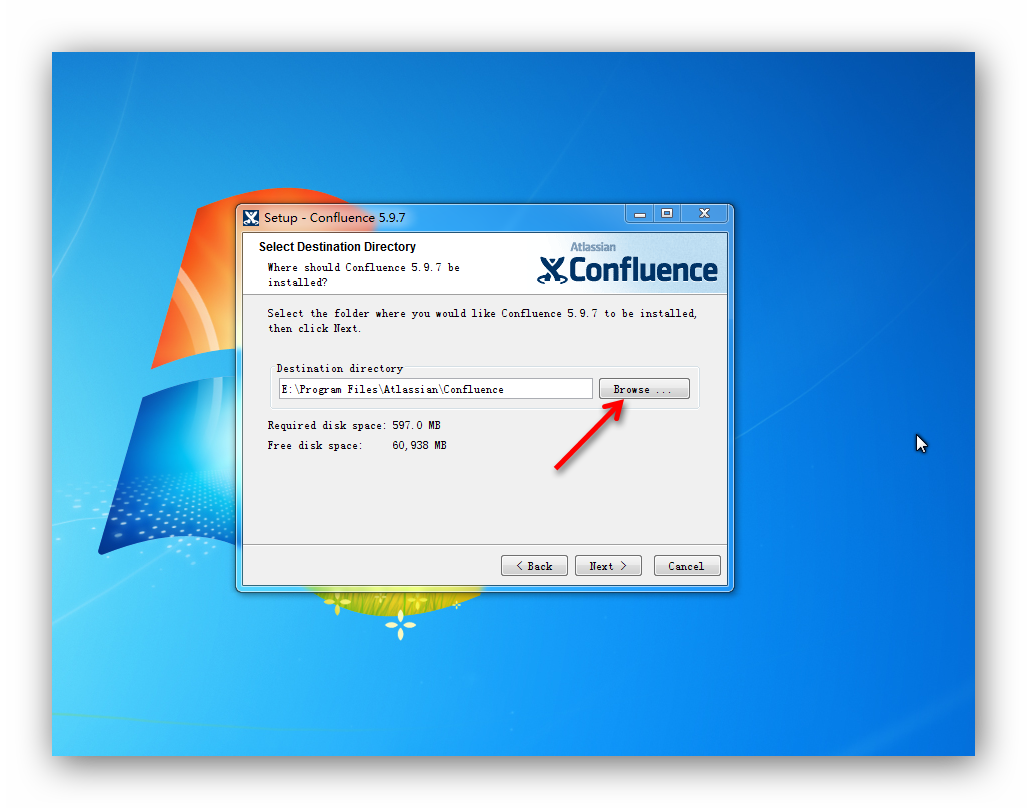 Setup - Confluence 5.9.7
Select Destination Directory
Where should Confluence 5.9.7 be
installed?
Atlassian
Confluence
Select the folder where you would like Confluence 5.9.7 to be installed,
then click Next.
Destination directory
E:\Program Files\Atlassian\Confluence
Browse ...
Required disk space: 597.0 MB
Free disk space: 60,938 MB
< Back
Next >
Cancel